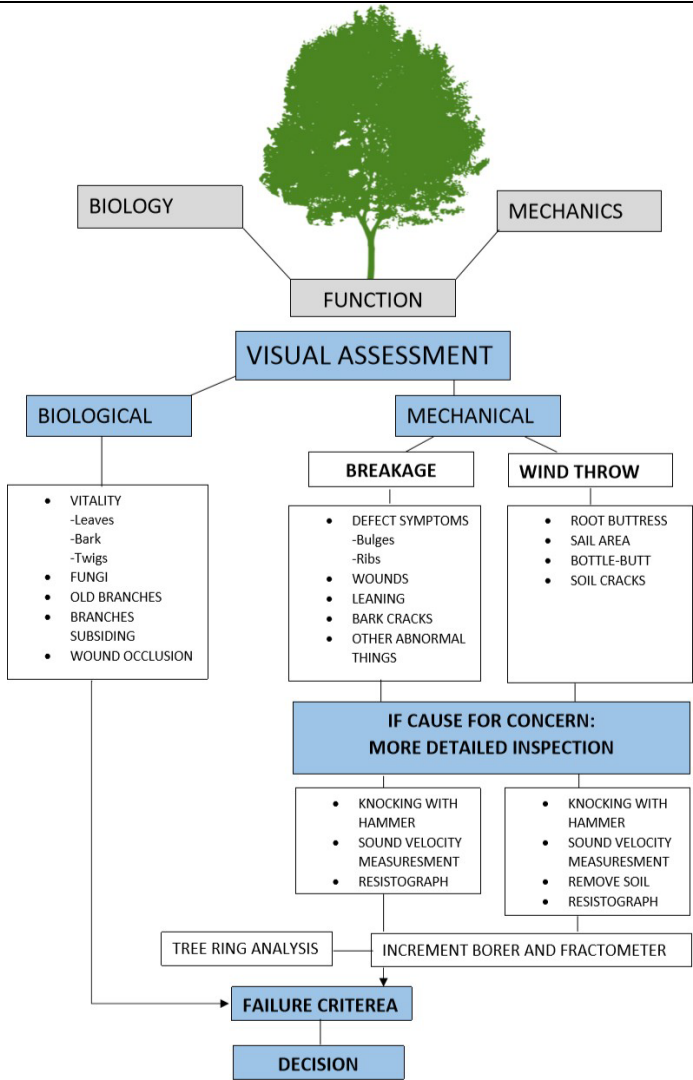 BIOLOGY
MECHANICS
FUNCTION
VISUAL ASSESSMENT
BIOLOGICAL
MECHANICAL
BREAKAGE
WIND THROW
• VITALITY
-Leaves
-Bark
-Twigs
• FUNGI
• OLD BRANCHES
• BRANCHES
SUBSIDING
• WOUND OCCLUSION
• DEFECT SYMPTOMS
-Bulges
-Ribs
• WOUNDS
• LEANING
• BARK CRACKS
• OTHER ABNORMAL
THINGS
• ROOT BUTTRESS
• SAIL AREA
• BOTTLE-BUTT
• SOIL CRACKS
IF CAUSE FOR CONCERN:
MORE DETAILED INSPECTION
• KNOCKING WITH
HAMMER
• SOUND VELOCITY
MEASURESMENT
• RESISTOGRAPH
• KNOCKING WITH
HAMMER
• SOUND VELOCITY
MEASURESMENT
• REMOVE SOIL
• RESISTOGRAPH
TREE RING ANALYSIS
INCREMENT BORER AND FRACTOMETER
FAILURE CRITEREA
DECISION